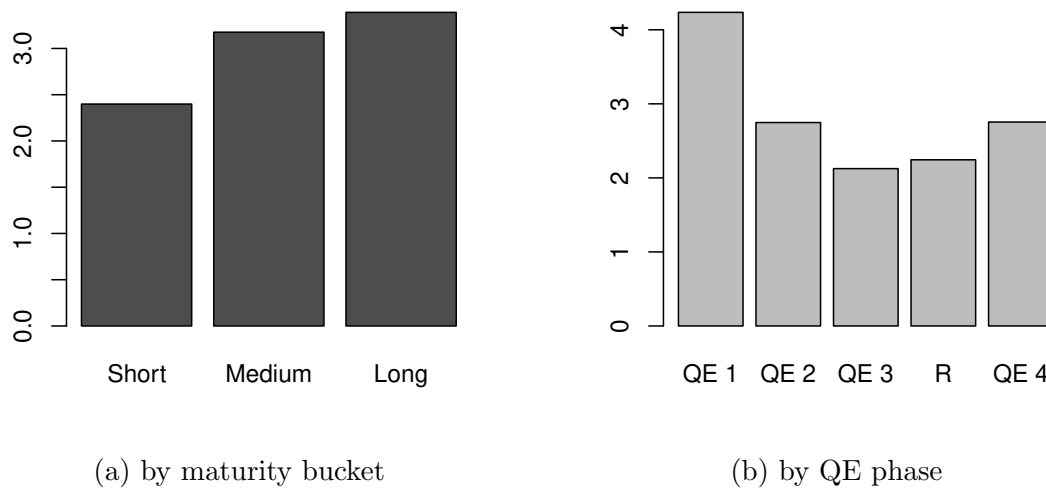 3.0
2.0
1.0
0.0
Short Medium Long
(a) by maturity bucket
4
3
2
1
0
QE 1 QE 2 QE 3 R QE 4
(b) by QE phase